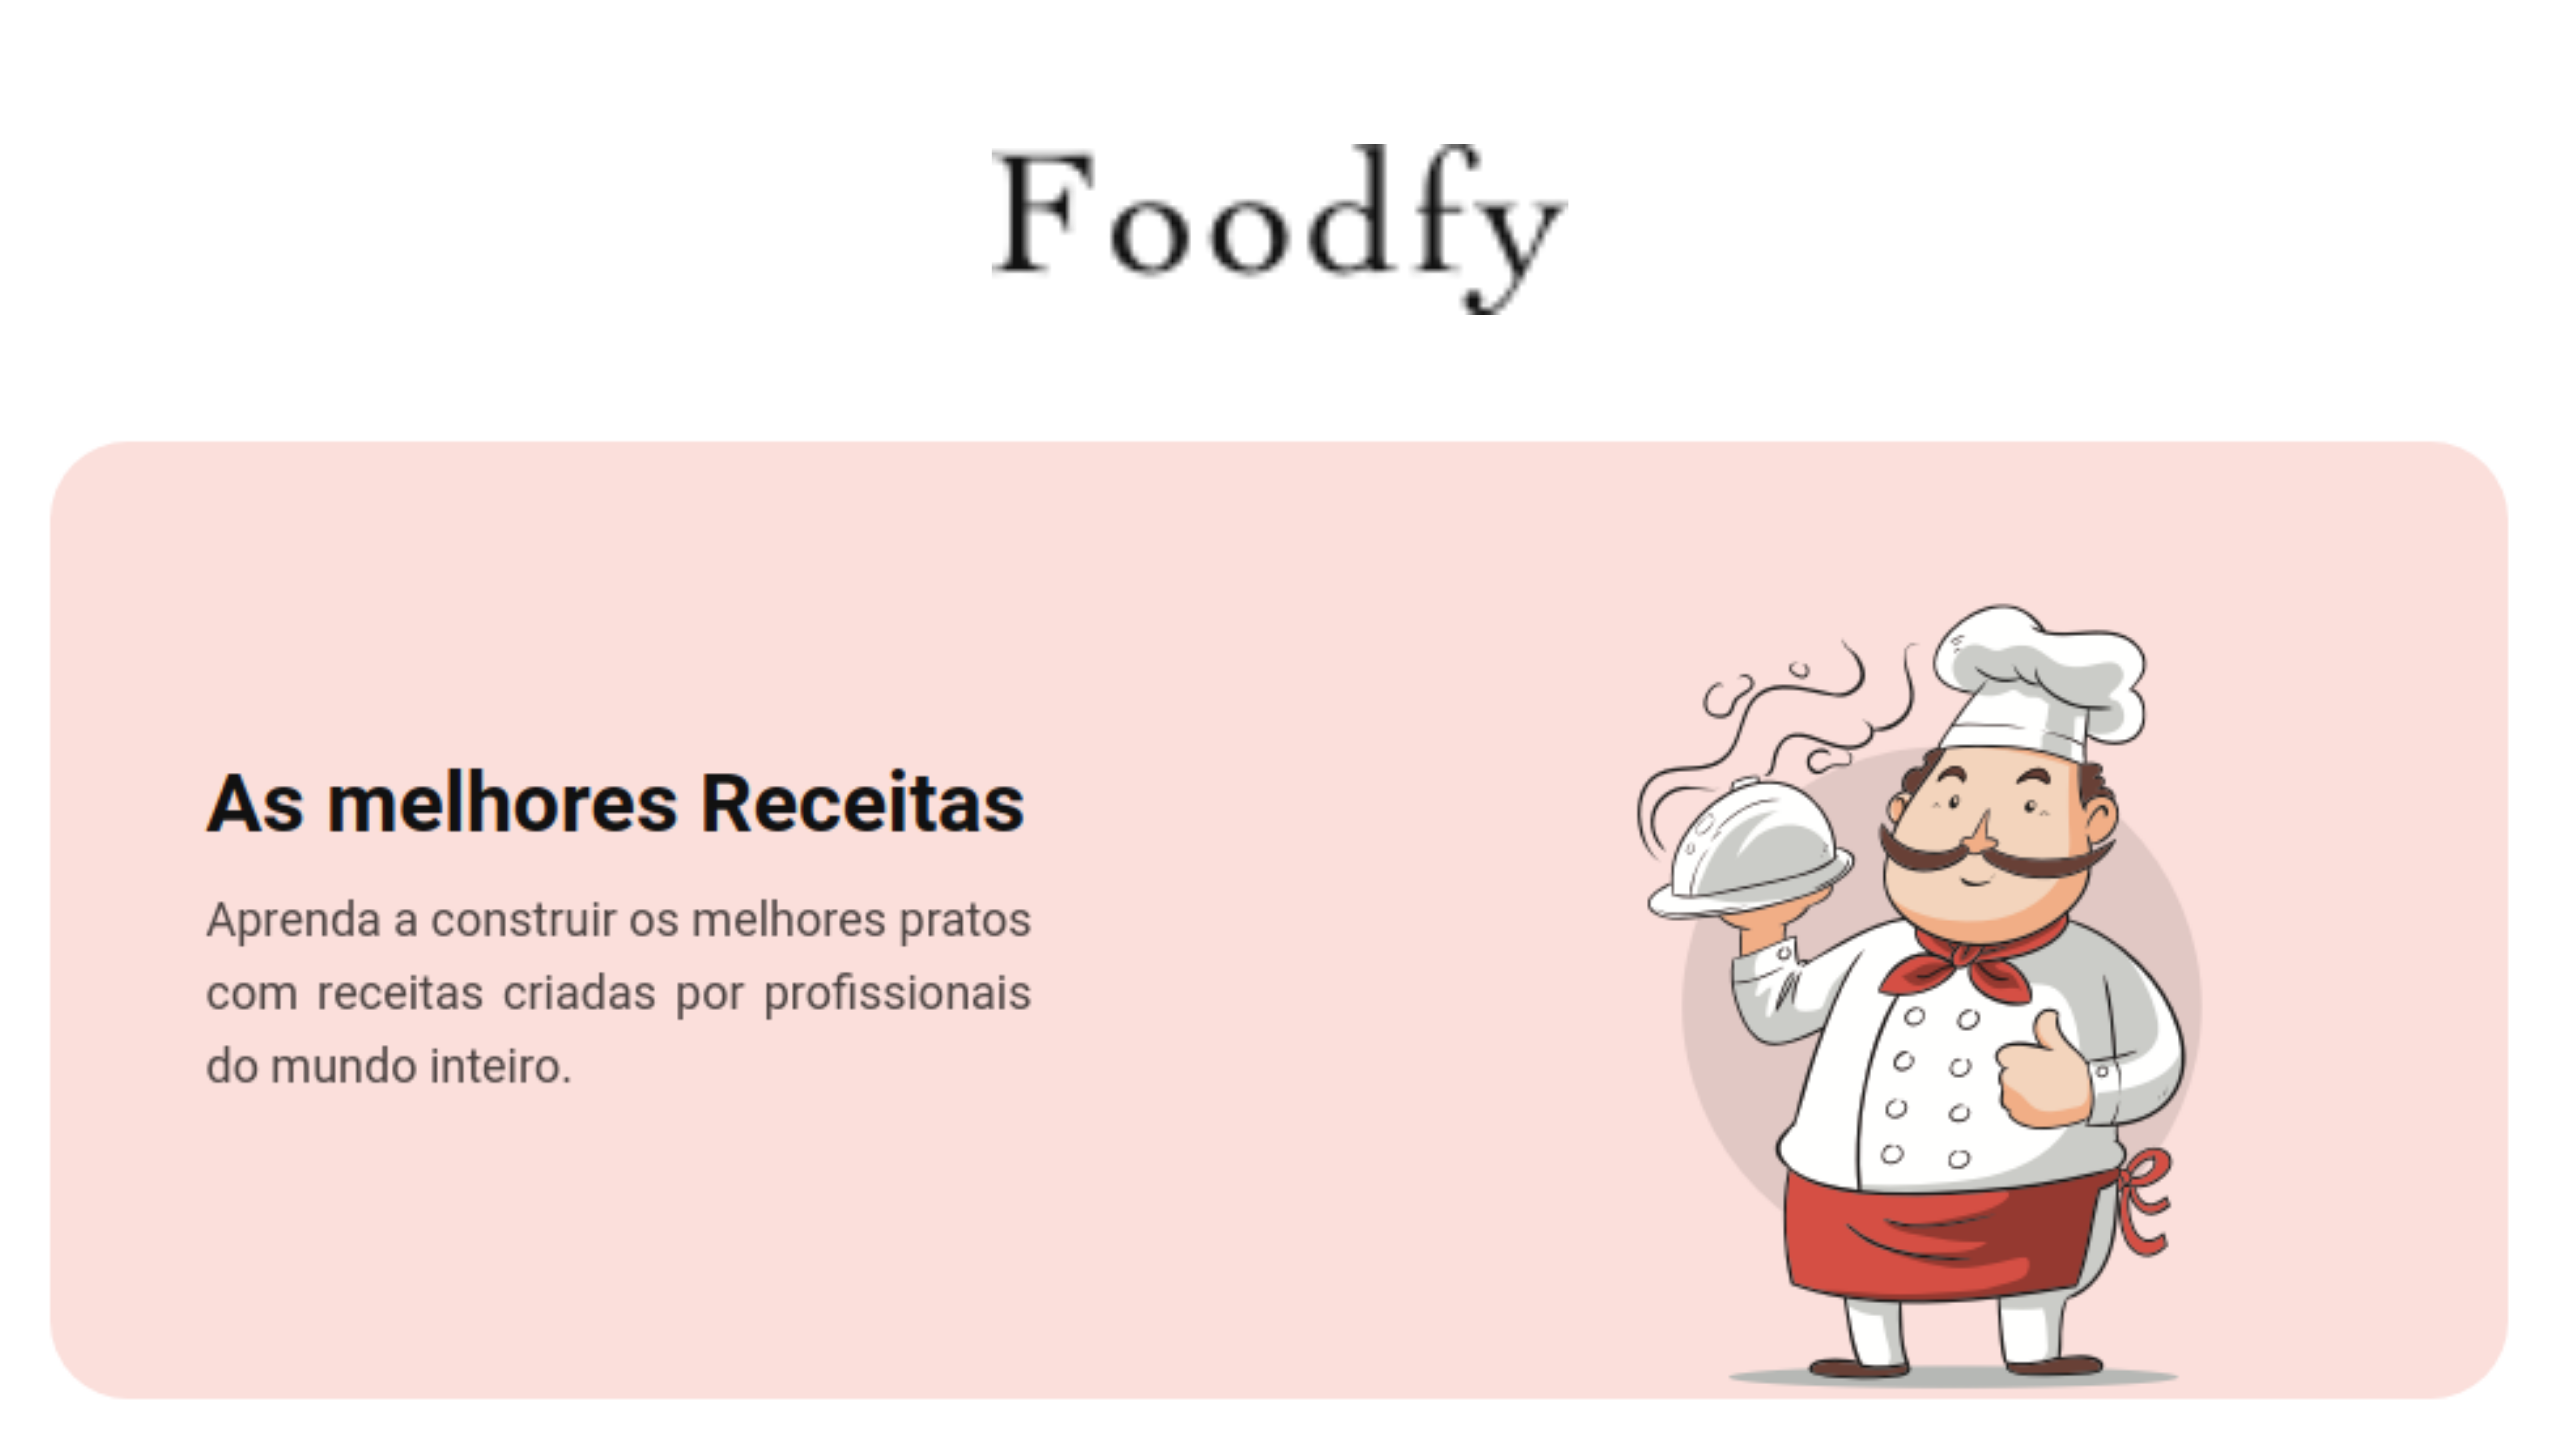 Foodfy
As melhores Receitas
Aprenda a construir os melhores pratos
com receitas criadas por profissionais
do mundo inteiro.